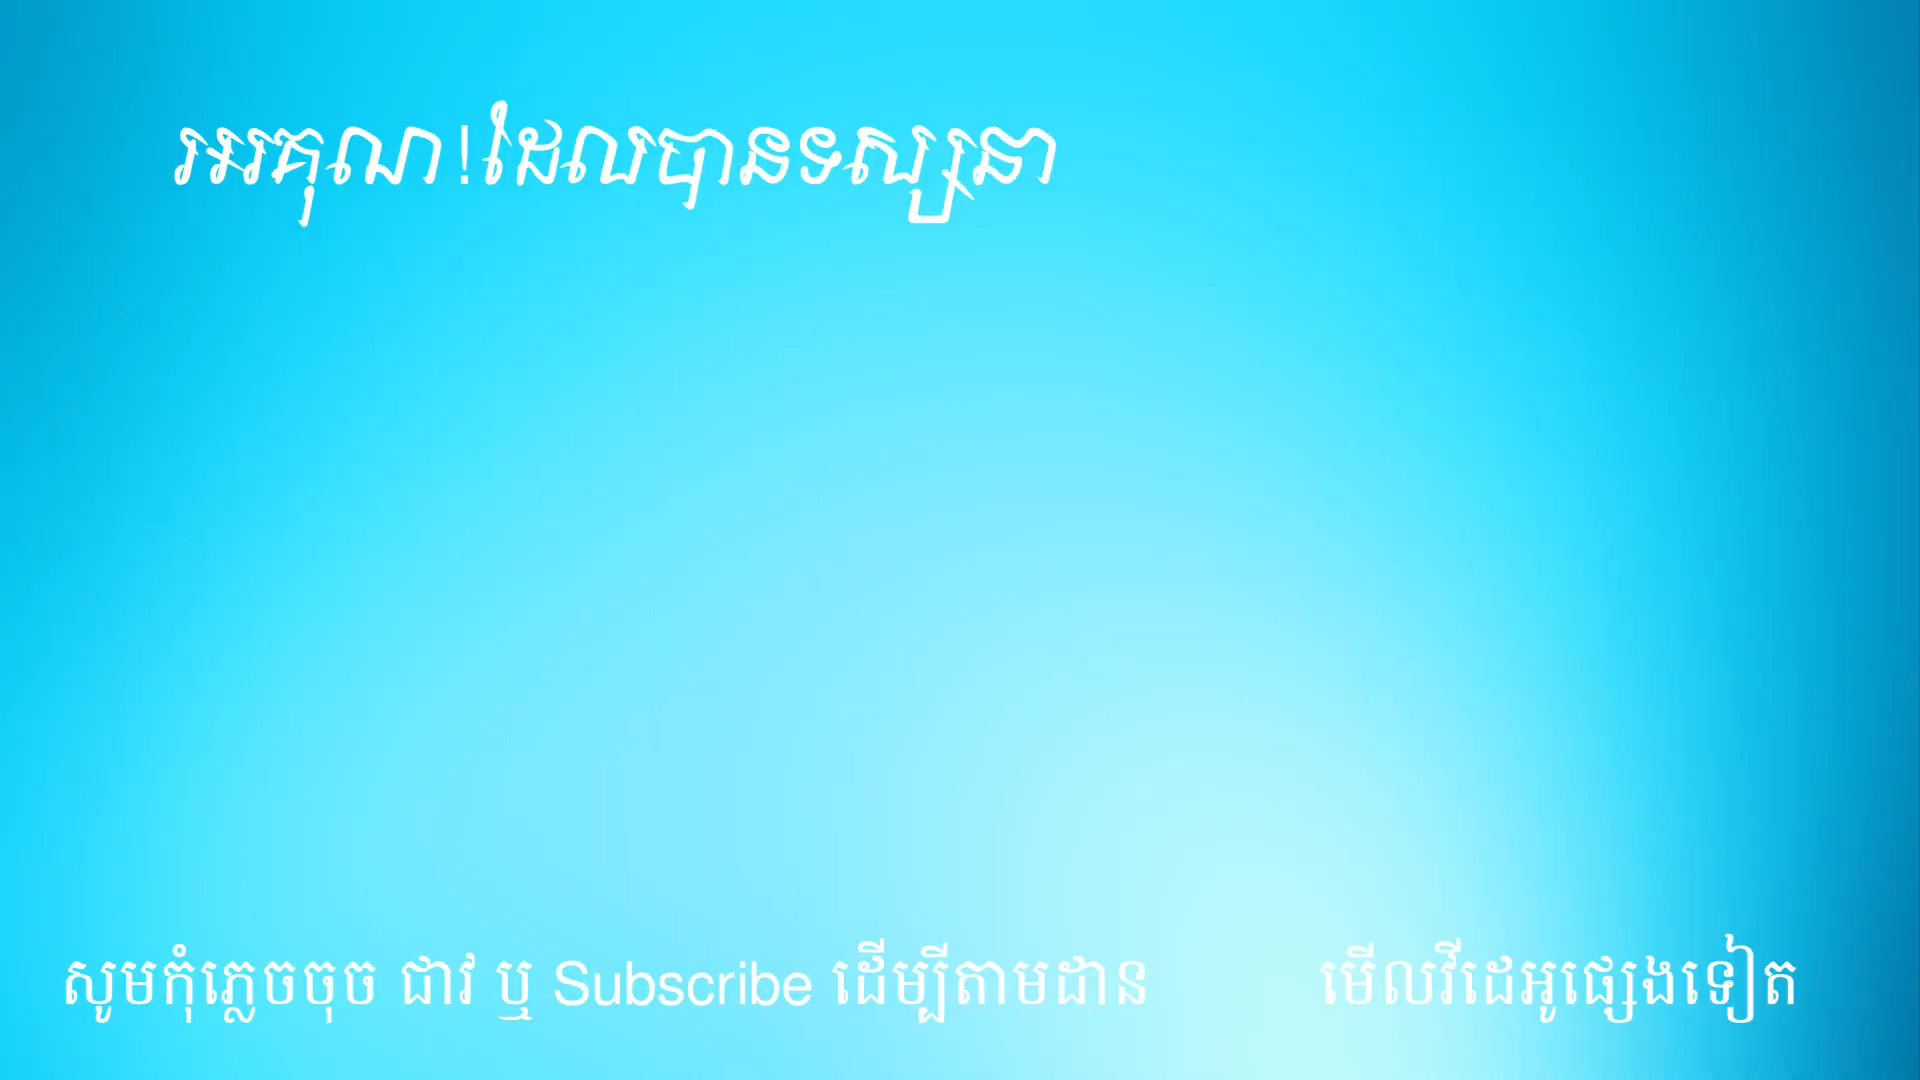 អរគុណ!ដែលបានទស្សនា
សូមកុំភ្លេចចុច ជាវ ឬ Subscribe ដើម្បីតាមដាន
មើលវីដេអូផ្សេងទៀត